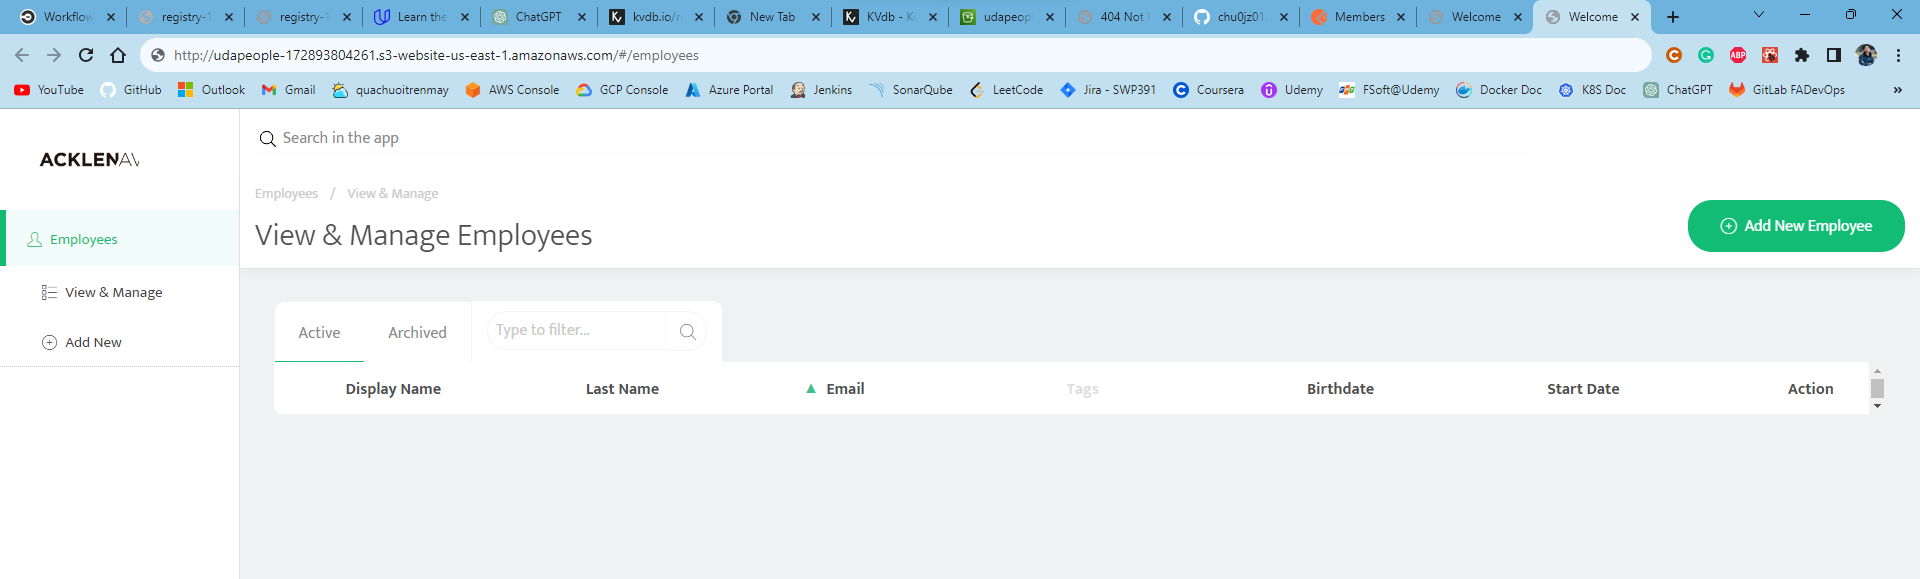 Workflow registry-1 registry-1 Learn the ChatGPT kvdb.io/ New Tab KVdb - K udapeop 404 Not chu0jz01 Members Welcome Welcome
http://udapeople-172893804261.s3-website-us-east-1.amazonaws.com/#/employees
YouTube GitHub Outlook Gmail quachuoitrenmay AWS Console GCP Console Azure Portal Jenkins SonarQube LeetCode Jira - SWP391 Coursera Udemy FSoft@Udemy Docker Doc K8S Doc ChatGPT GitLab FADevOps »
ABP
ACKLENAV
Search in the app
Employees / View & Manage
View & Manage Employees
Add New Employee
Employees
View & Manage
Add New
Active Archived Type to filter...
Display Name Last Name Email Tags Birthdate Start Date Action